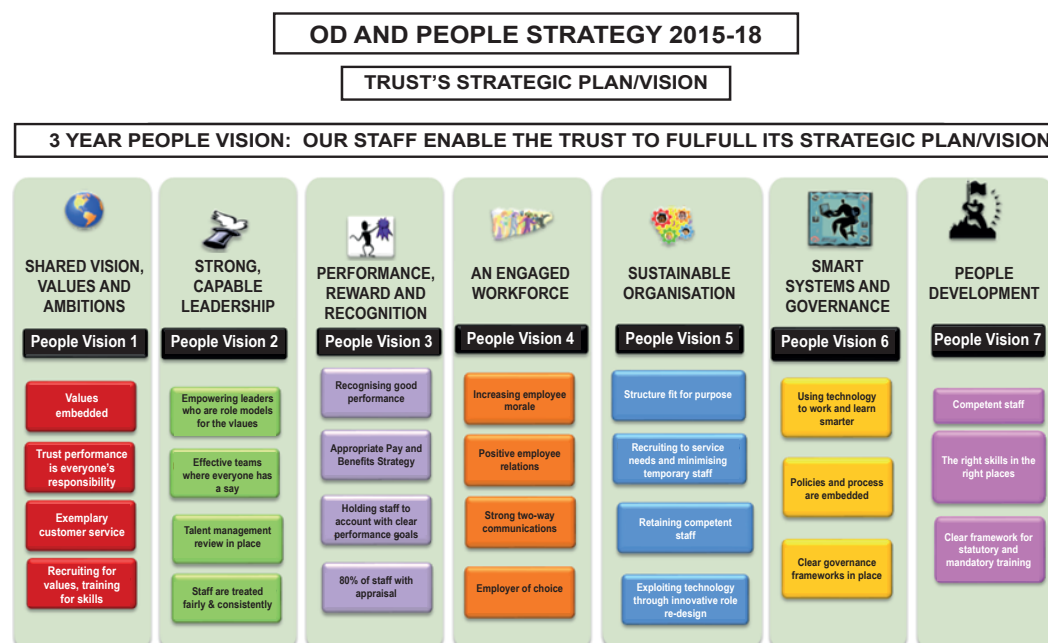 OD AND PEOPLE STRATEGY 2015-18
TRUST'S STRATEGIC PLAN/VISION
3 YEAR PEOPLE VISION: OUR STAFF ENABLE THE TRUST TO FULFULL ITS STRATEGIC PLAN/VISION
SHARED VISION,
VALUES AND
AMBITIONS
People Vision 1
Values
embedded
Trust performance
is everyone's
responsibility
Exemplary
customer service
Recruiting for
values, training
for skills
STRONG,
CAPABLE
LEADERSHIP
People Vision 2
Empowering leaders
who are role models
for the vlaues
Effective teams
where everyone has
a say
Talent management
review in place
Staff are treated
fairly & consistently
PERFORMANCE,
REWARD AND
RECOGNITION
People Vision 3
Recognising good
performance
Appropriate Pay and
Benefits Strategy
Holding staff to
account with clear
performance goals
80% of staff with
appraisal
AN ENGAGED
WORKFORCE
People Vision 4
Increasing employee
morale
Positive employee
relations
Strong two-way
communications
Employer of choice
SUSTAINABLE
ORGANISATION
People Vision 5
Structure fit for purpose
Recruiting to service
needs and minimising
temporary staff
Retaining competent
staff
Exploiting technology
through innovative role
re-design
SMART
SYSTEMS AND
GOVERNANCE
People Vision 6
Using technology
to work and learn
smarter
Policies and process
are embedded
Clear governance
frameworks in place
PEOPLE
DEVELOPMENT
People Vision 7
Competent staff
The right skills in the
right places
Clear framework for
statutory and
mandatory training